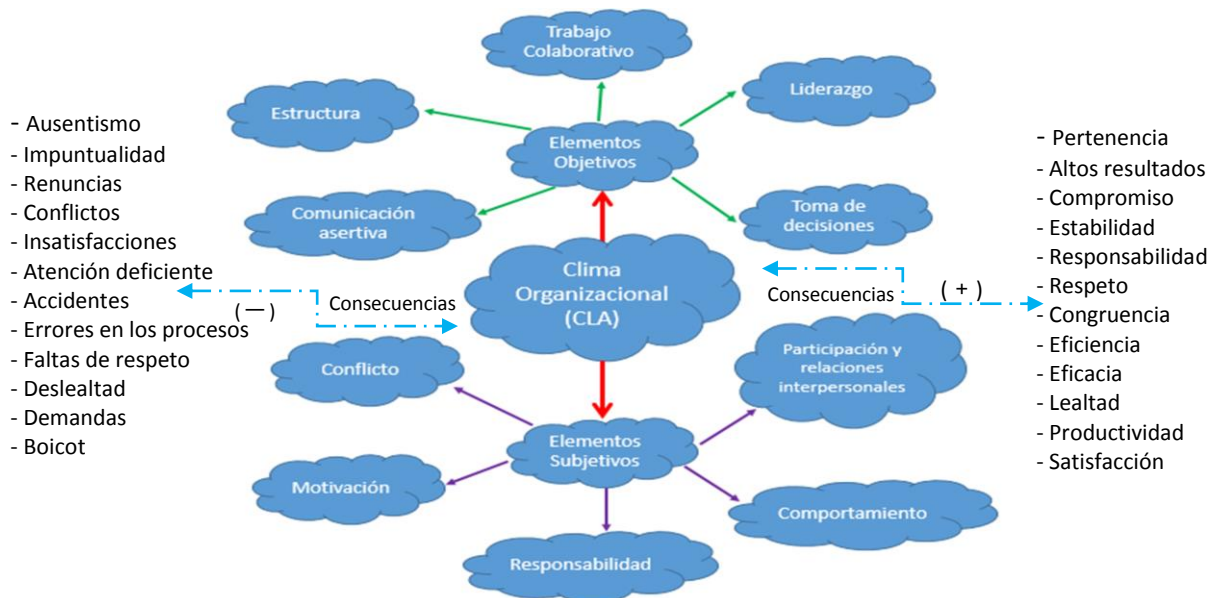 Trabajo
Colaborativo
Liderazgo
Estructura
Elementos
Objetivos
Comunicación
asertiva
Toma de
decisiones
- Ausentismo
- Impuntualidad
- Renuncias
- Conflictos
- Insatisfacciones
- Atención deficiente
- Accidentes
- Errores en los procesos
- Faltas de respeto
- Deslealtad
- Demandas
- Boicot
( — )
Consecuencias
Clima
Organizacional
(CLA)
Consecuencias
( + )
- Pertenencia
- Altos resultados
- Compromiso
- Estabilidad
- Responsabilidad
- Respeto
- Congruencia
- Eficiencia
- Eficacia
- Lealtad
- Productividad
- Satisfacción
Conflicto
Participación y
relaciones
interpersonales
Elementos
Subjetivos
Motivación
Comportamiento
Responsabilidad